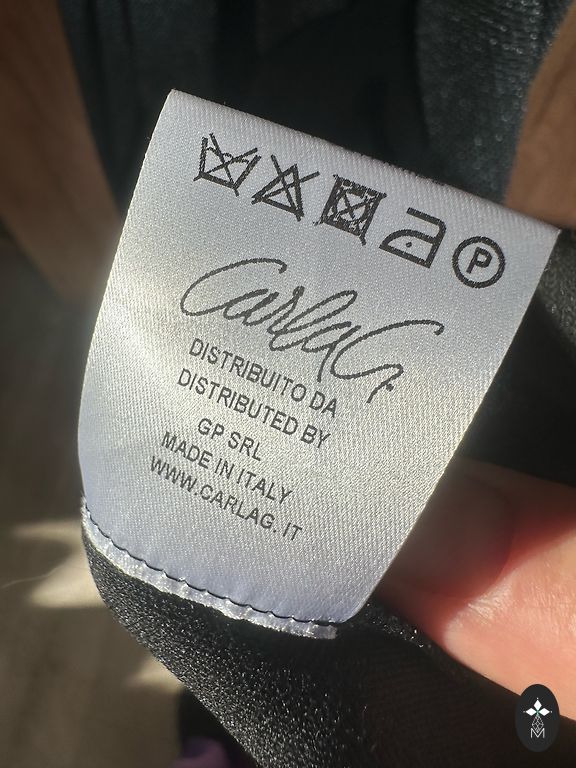 P
CarlaG.
DISTRIBUITO DA
DISTRIBUTED BY
GP SRL
MADE IN ITALY
WWW.CARLAG.IT
M